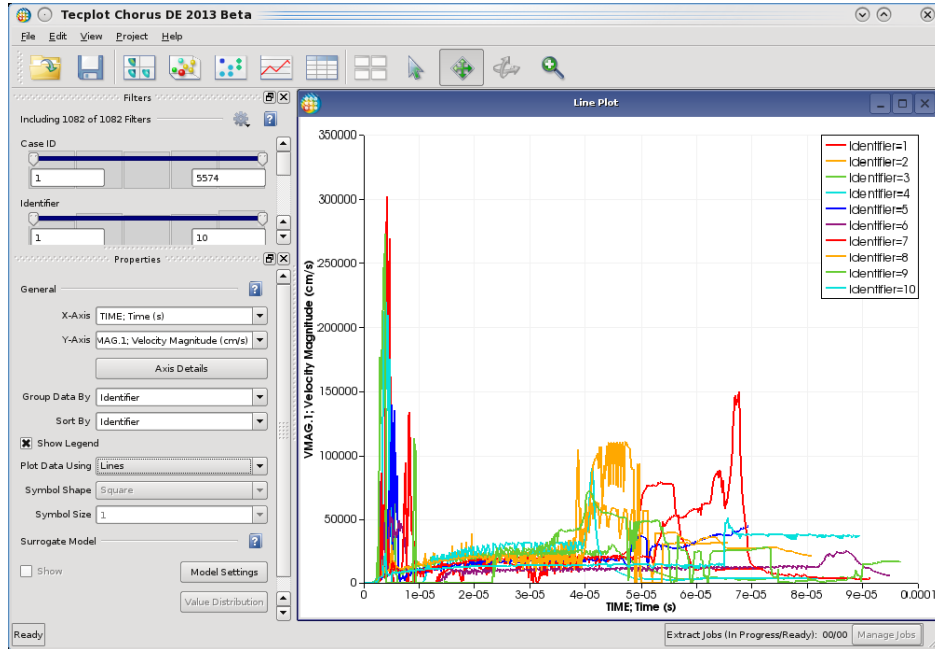 Tecplot Chorus DE 2013 Beta
File Edit View Project Help
Filters
Including 1082 of 1082 Filters
Case ID
1 5574
Identifier
1 10
Properties
General
X-Axis TIME; Time (s)
Y-Axis MAG.1; Velocity Magnitude (cm/s)
Axis Details
Group Data By Identifier
Sort By Identifier
Show Legend
Plot Data Using Lines
Symbol Shape Square
Symbol Size 1
Surrogate Model
Show Model Settings
Value Distribution
Line Plot
350000
300000
250000
200000
150000
100000
50000
0
VMAG.1; Velocity Magnitude (cm/s)
Identifier=1
Identifier=2
Identifier=3
Identifier=4
Identifier=5
Identifier=6
Identifier=7
Identifier=8
Identifier=9
Identifier=10
0 1e-05 2e-05 3e-05 4e-05 5e-05 6e-05 7e-05 8e-05 9e-05 0.0001
TIME; Time (s)
Ready
Extract Jobs (In Progress/Ready): 00/00 Manage Jobs